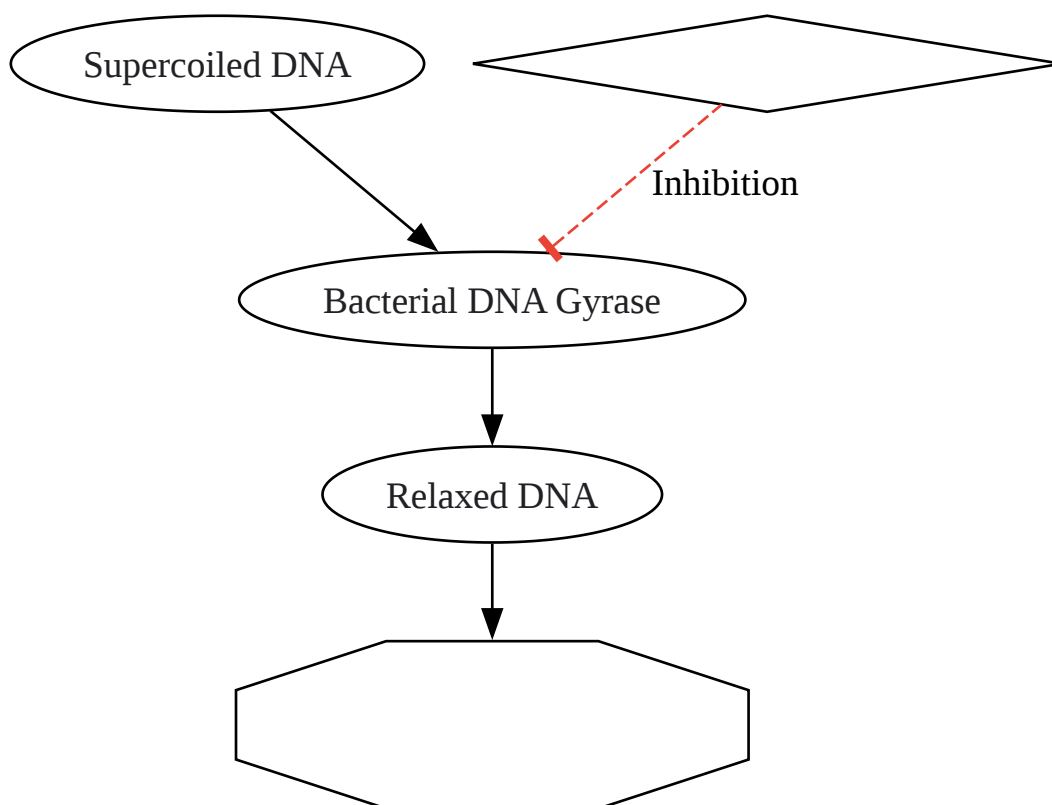 Supercoiled DNA
Inhibition
Bacterial DNA Gyrase
Relaxed DNA